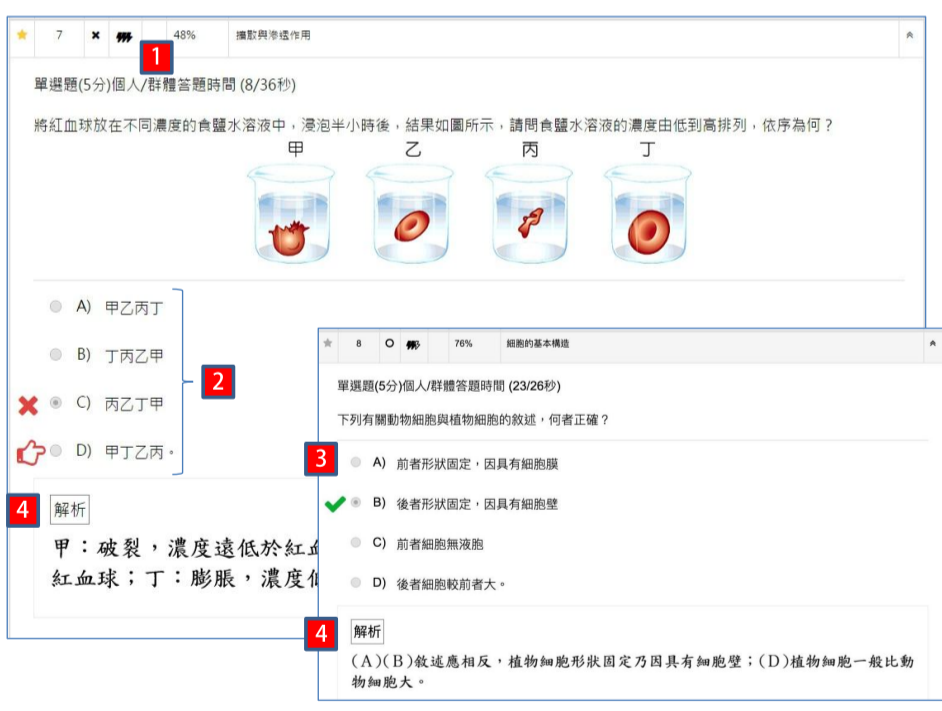 7 48% 擴散與滲透作用
1
單選題(5分)個人/群體答題時間 (8/36秒)
將紅血球放在不同濃度的食鹽水溶液中，浸泡半小時後，結果如圖所示，請問食鹽水溶液的濃度由低到高排列，依序為何？
甲 乙 丙 丁
A) 甲乙丙丁
B) 丁丙乙甲
C) 丙乙丁甲
D) 甲丁乙丙。
2
4
解析
甲：破裂，濃度遠低於紅血
紅血球；丁：膨脹，濃度
8 76% 細胞的基本構造
單選題(5分)個人/群體答題時間 (23/26秒)
下列有關動物細胞與植物細胞的敘述，何者正確？
3
A) 前者形狀固定，因具有細胞膜
B) 後者形狀固定，因具有細胞壁
C) 前者細胞無液胞
D) 後者細胞較前者大。
4
解析
(A)(B)敘述應相反，植物細胞形狀固定乃因具有細胞壁；(D)植物細胞一般比動
物細胞大。